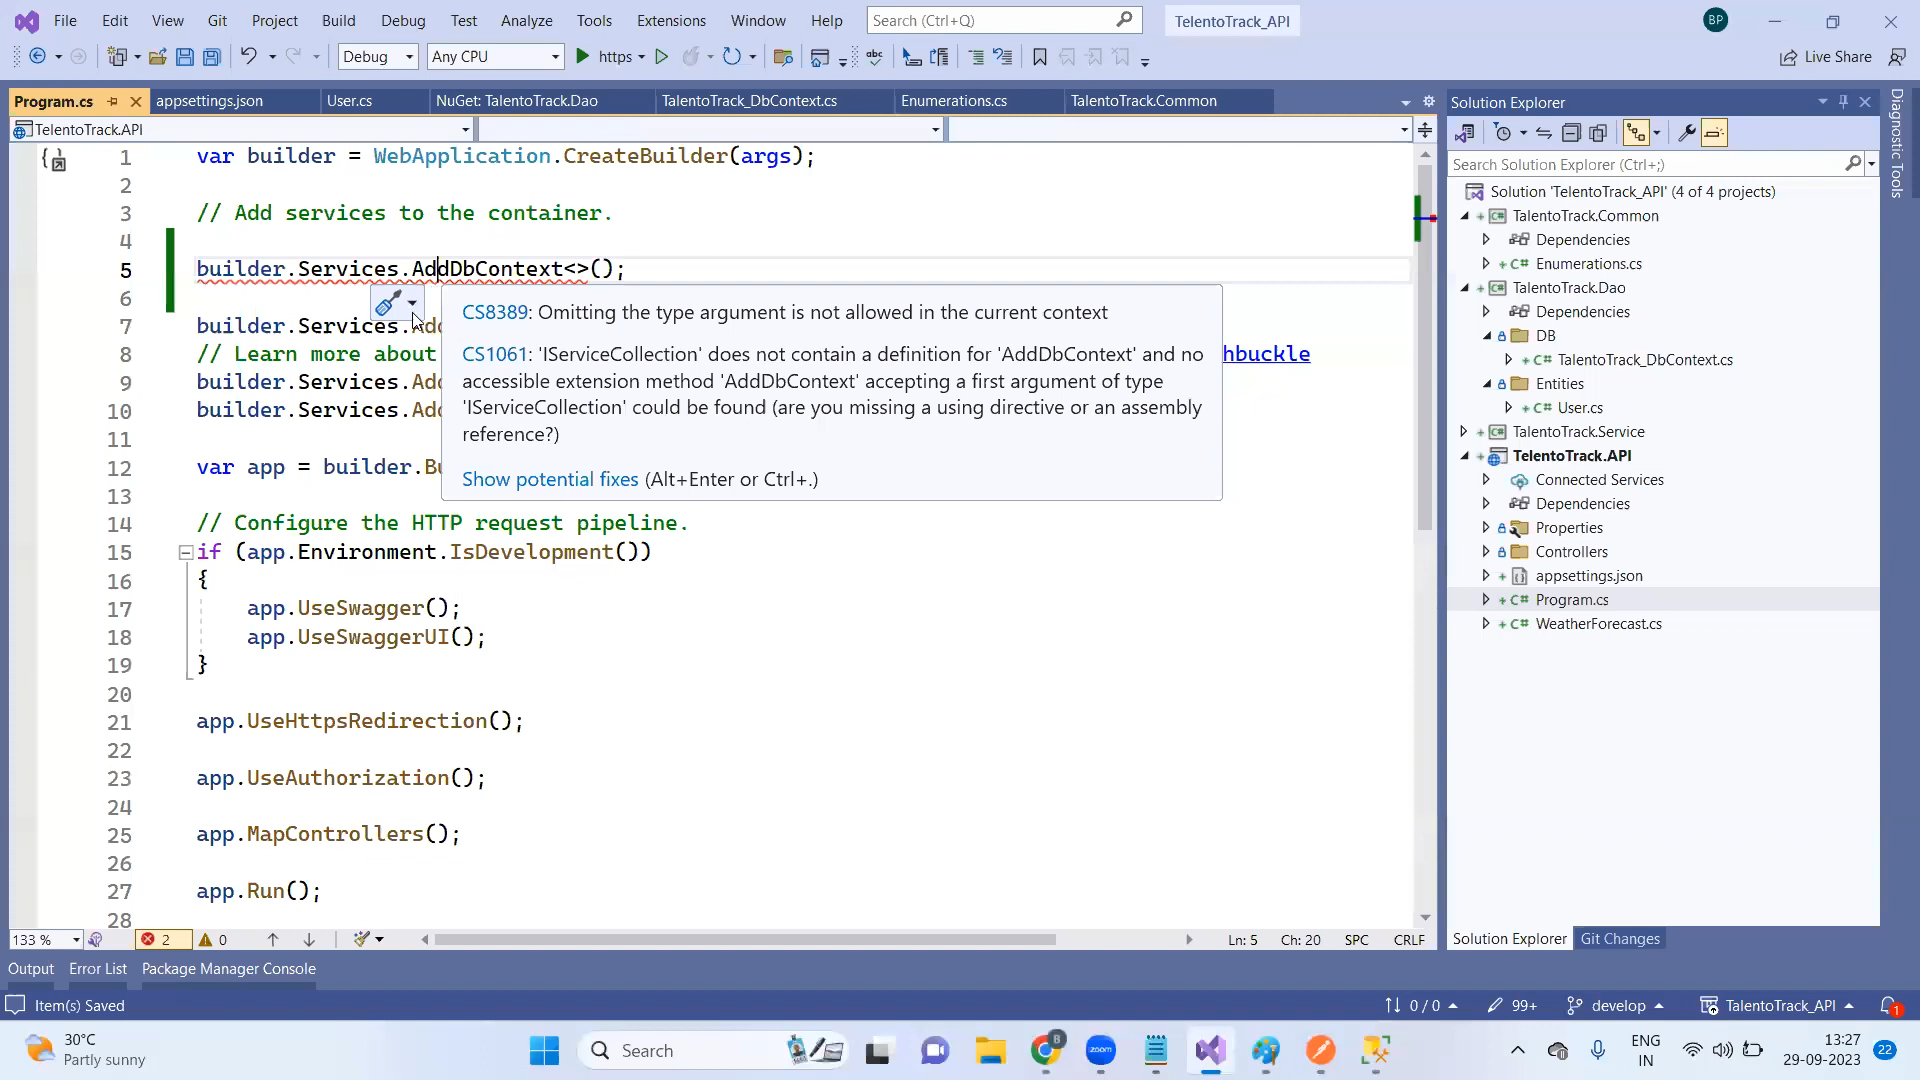 File Edit View Git Project Build Debug Test Analyze Tools Extensions Window Help Search (Ctrl+Q) TelentoTrack_API BP
Debug Any CPU https Live Share
Program.cs appsettings.json User.cs NuGet: TalentoTrack.Dao TalentoTrack_DbContext.cs Enumerations.cs TalentoTrack.Common
TelentoTrack.API
1 var builder = WebApplication.CreateBuilder(args);
2
3 // Add services to the container.
4
5 builder.Services.AddDbContext<>();
6
7 builder.Services.Add
8 // Learn more about hbuckle
9 builder.Services.Add
10 builder.Services.Add
11
12 var app = builder.Bu
13
14 // Configure the HTTP request pipeline.
15 if (app.Environment.IsDevelopment())
16 {
17 app.UseSwagger();
18 app.UseSwaggerUI();
19 }
20
21 app.UseHttpsRedirection();
22
23 app.UseAuthorization();
24
25 app.MapControllers();
26
27 app.Run();
28
CS8389: Omitting the type argument is not allowed in the current context
CS1061: 'IServiceCollection' does not contain a definition for 'AddDbContext' and no
accessible extension method 'AddDbContext' accepting a first argument of type
'IServiceCollection' could be found (are you missing a using directive or an assembly
reference?)
Show potential fixes (Alt+Enter or Ctrl+.)
133 % 2 0 Ln: 5 Ch: 20 SPC CRLF
Solution Explorer
Search Solution Explorer (Ctrl+;)
Solution 'TelentoTrack_API' (4 of 4 projects)
TalentoTrack.Common
Dependencies
Enumerations.cs
TalentoTrack.Dao
Dependencies
DB
TalentoTrack_DbContext.cs
Entities
User.cs
TalentoTrack.Service
TelentoTrack.API
Connected Services
Dependencies
Properties
Controllers
appsettings.json
Program.cs
WeatherForecast.cs
Solution Explorer Git Changes
Diagnostic Tools
Output Error List Package Manager Console
Item(s) Saved 0 / 0 99+ develop TalentoTrack_API 1
30°C
Partly sunny
Search
B
zoom
ENG
IN
13:27
29-09-2023
22